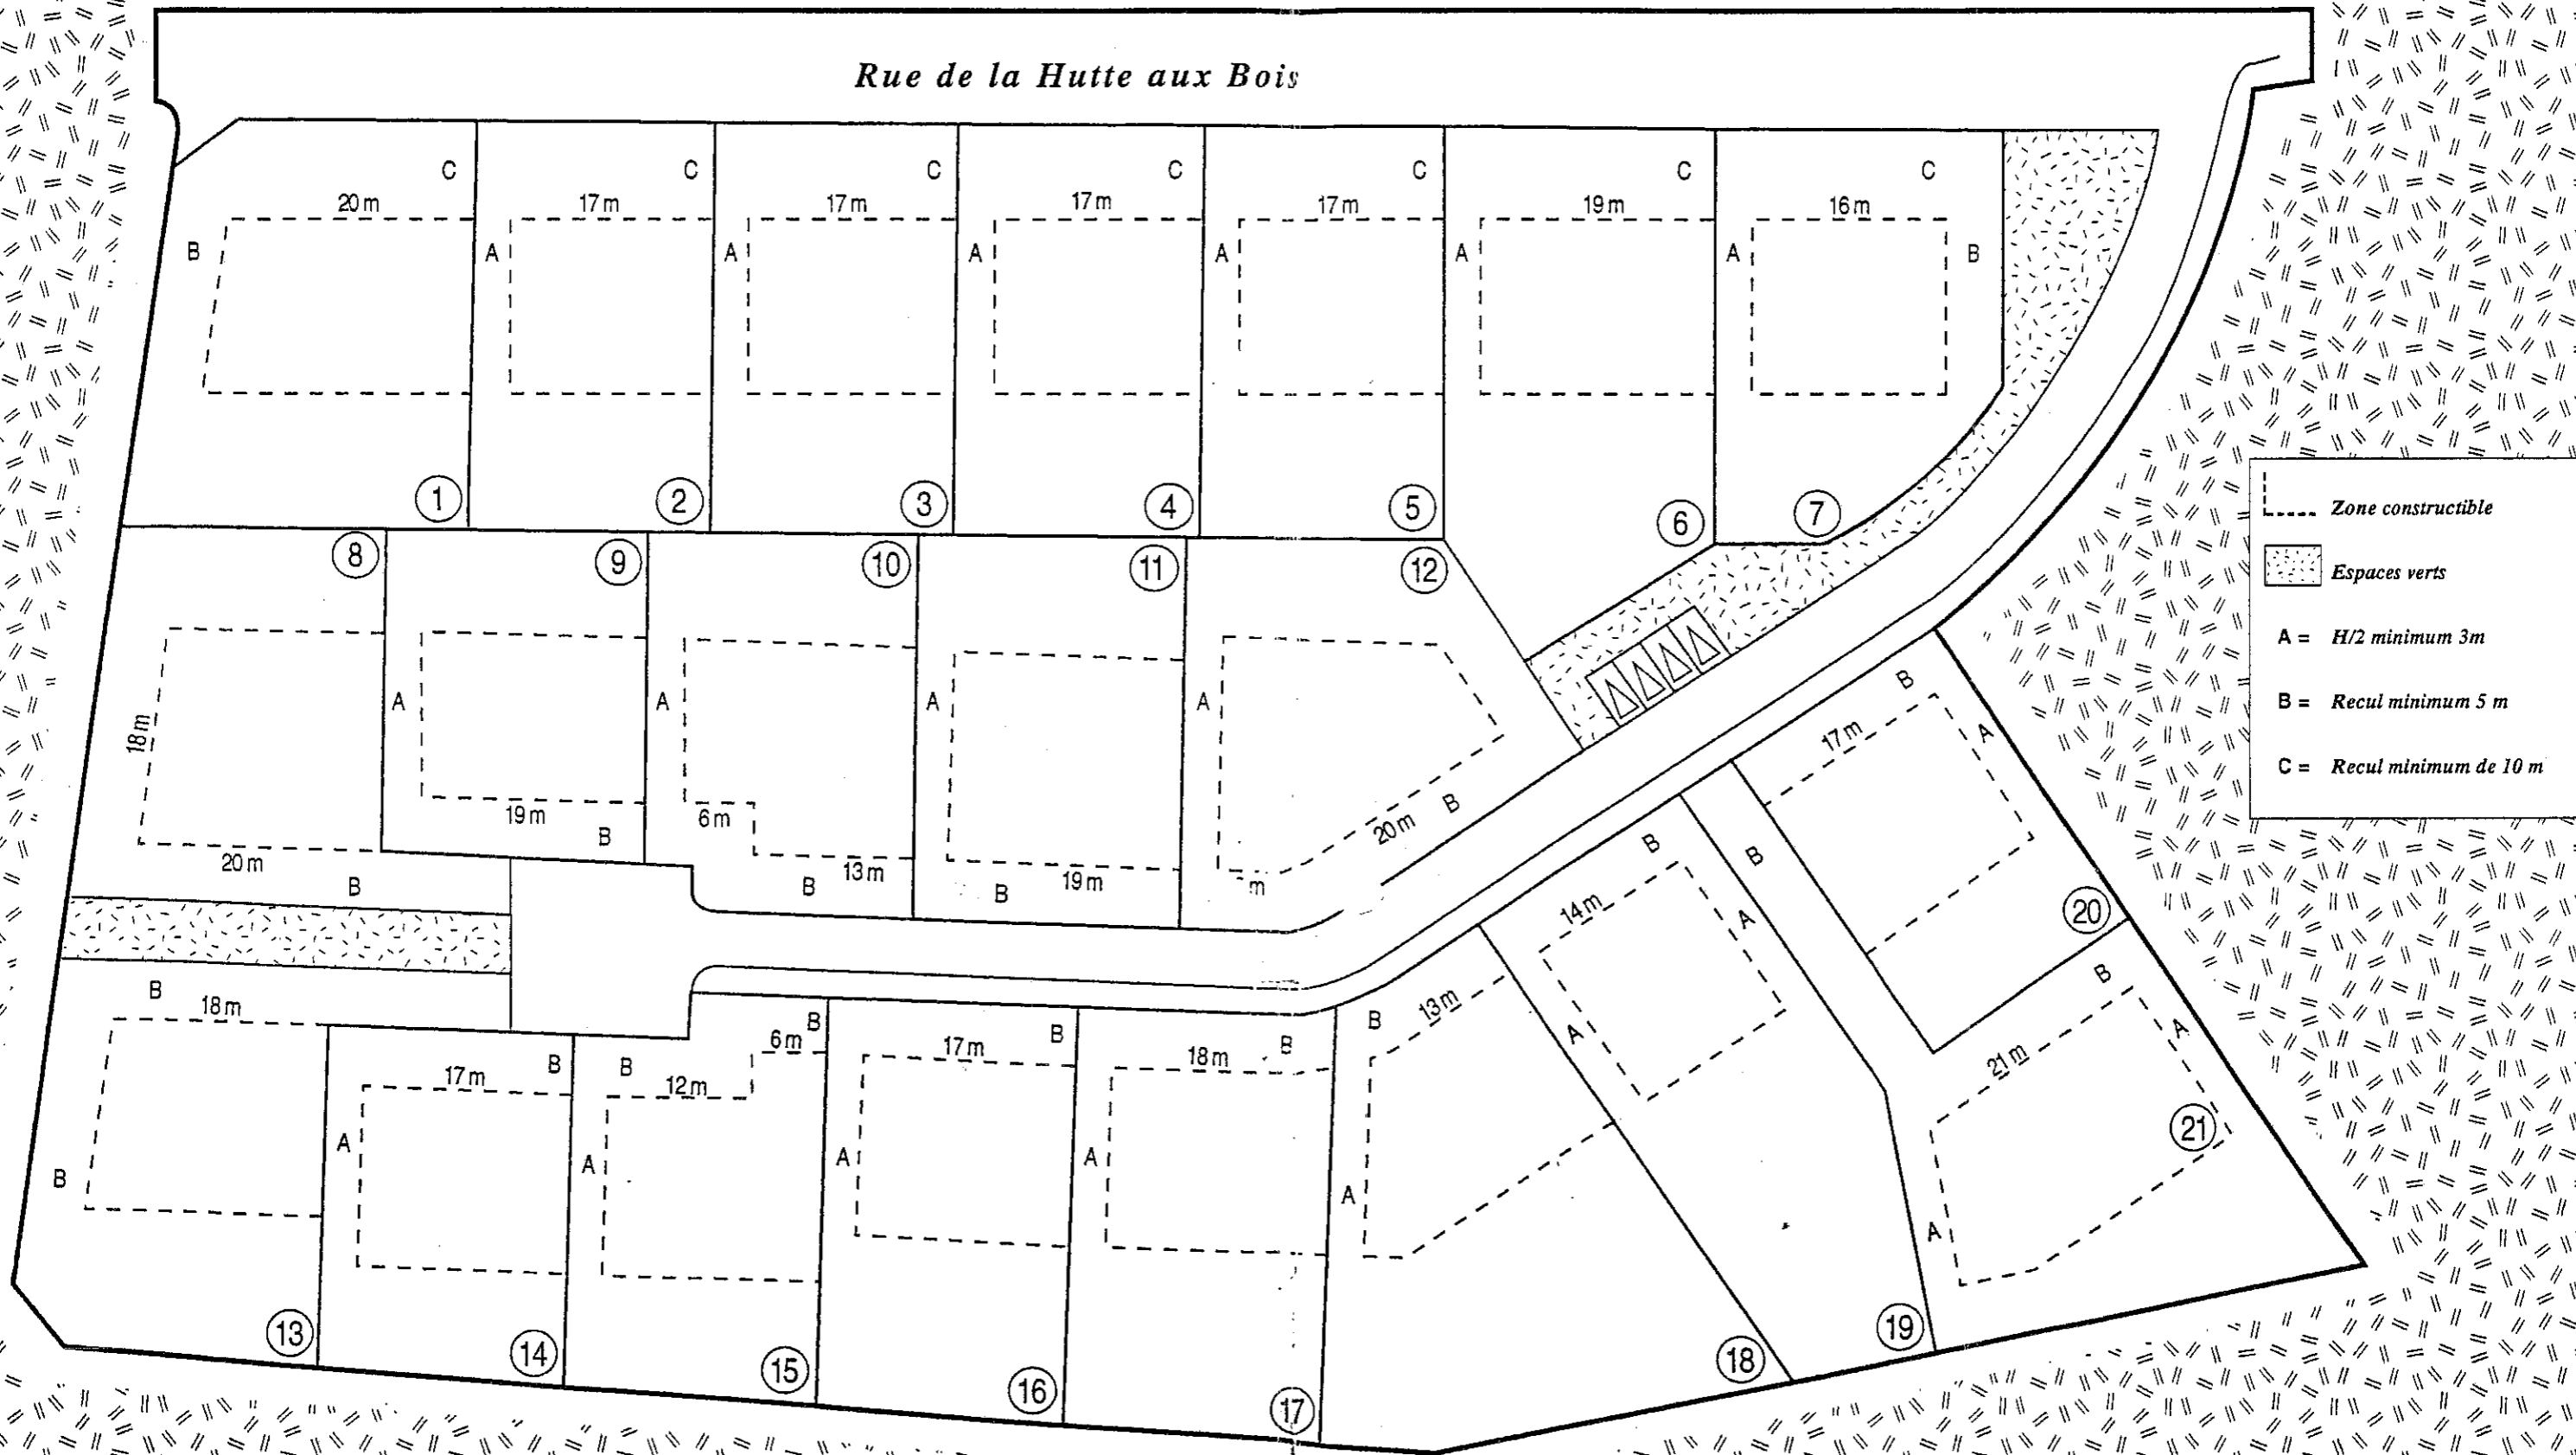 Rue de la Hutte aux Bois
C C C C C C C
20m 17m 17m 17m 17m 19m 16m
B A A A A A A B
1 2 3 4 5 6 7
Zone constructible
Espaces verts
A = H/2 minimum 3m
B = Recul minimum 5 m
C = Recul minimum de 10 m
8 9 10 11 12
A A A A
18m
19m B 6m
20m B
B 13m
B 19m
m
20m B
B
17m A
B
B
14m A
20
B
18m
B
17m B
A
B
12m
6m B
A
17m B
A
18m B
A
B 13m
A
A
B
21m A
21
A
13 14 15 16 17 18 19